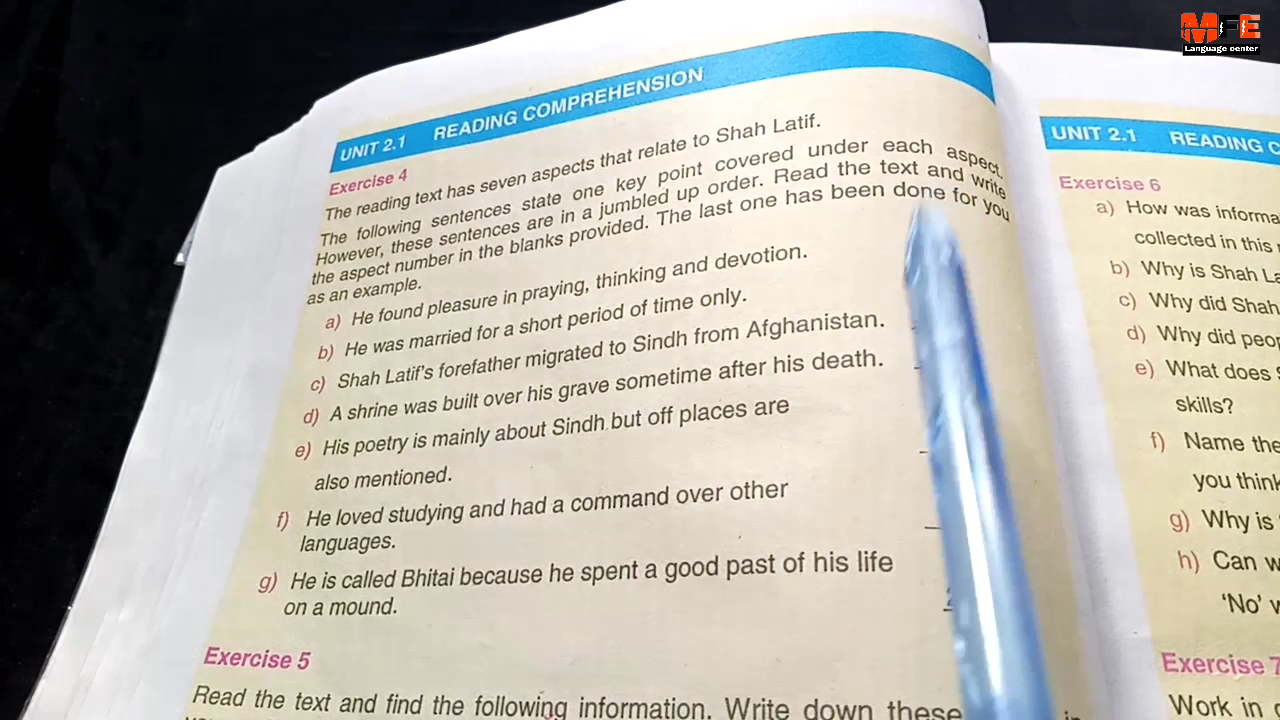 MFE
Language center
UNIT 2.1 READING COMPREHENSION
Exercise 4
The reading text has seven aspects that relate to Shah Latif.
The following sentences state one key point covered under each aspect.
However, these sentences are in a jumbled up order. Read the text and write
the aspect number in the blanks provided. The last one has been done for you
as an example.
a) He found pleasure in praying, thinking and devotion.
b) He was married for a short period of time only.
c) Shah Latif's forefather migrated to Sindh from Afghanistan.
d) A shrine was built over his grave sometime after his death.
e) His poetry is mainly about Sindh but off places are
also mentioned.
f) He loved studying and had a command over other
languages.
g) He is called Bhitai because he spent a good past of his life
on a mound.
Exercise 5
Read the text and find the following information. Write down these
UNIT 2.1 READING
Exercise 6
a) How was
collected in this
b) Why is Shah
c) Why did Shah
d) Why did
e) What does
skills?
f) Name the
you think
g) Why is
h) Can
'No'
Exercise 7
Work in